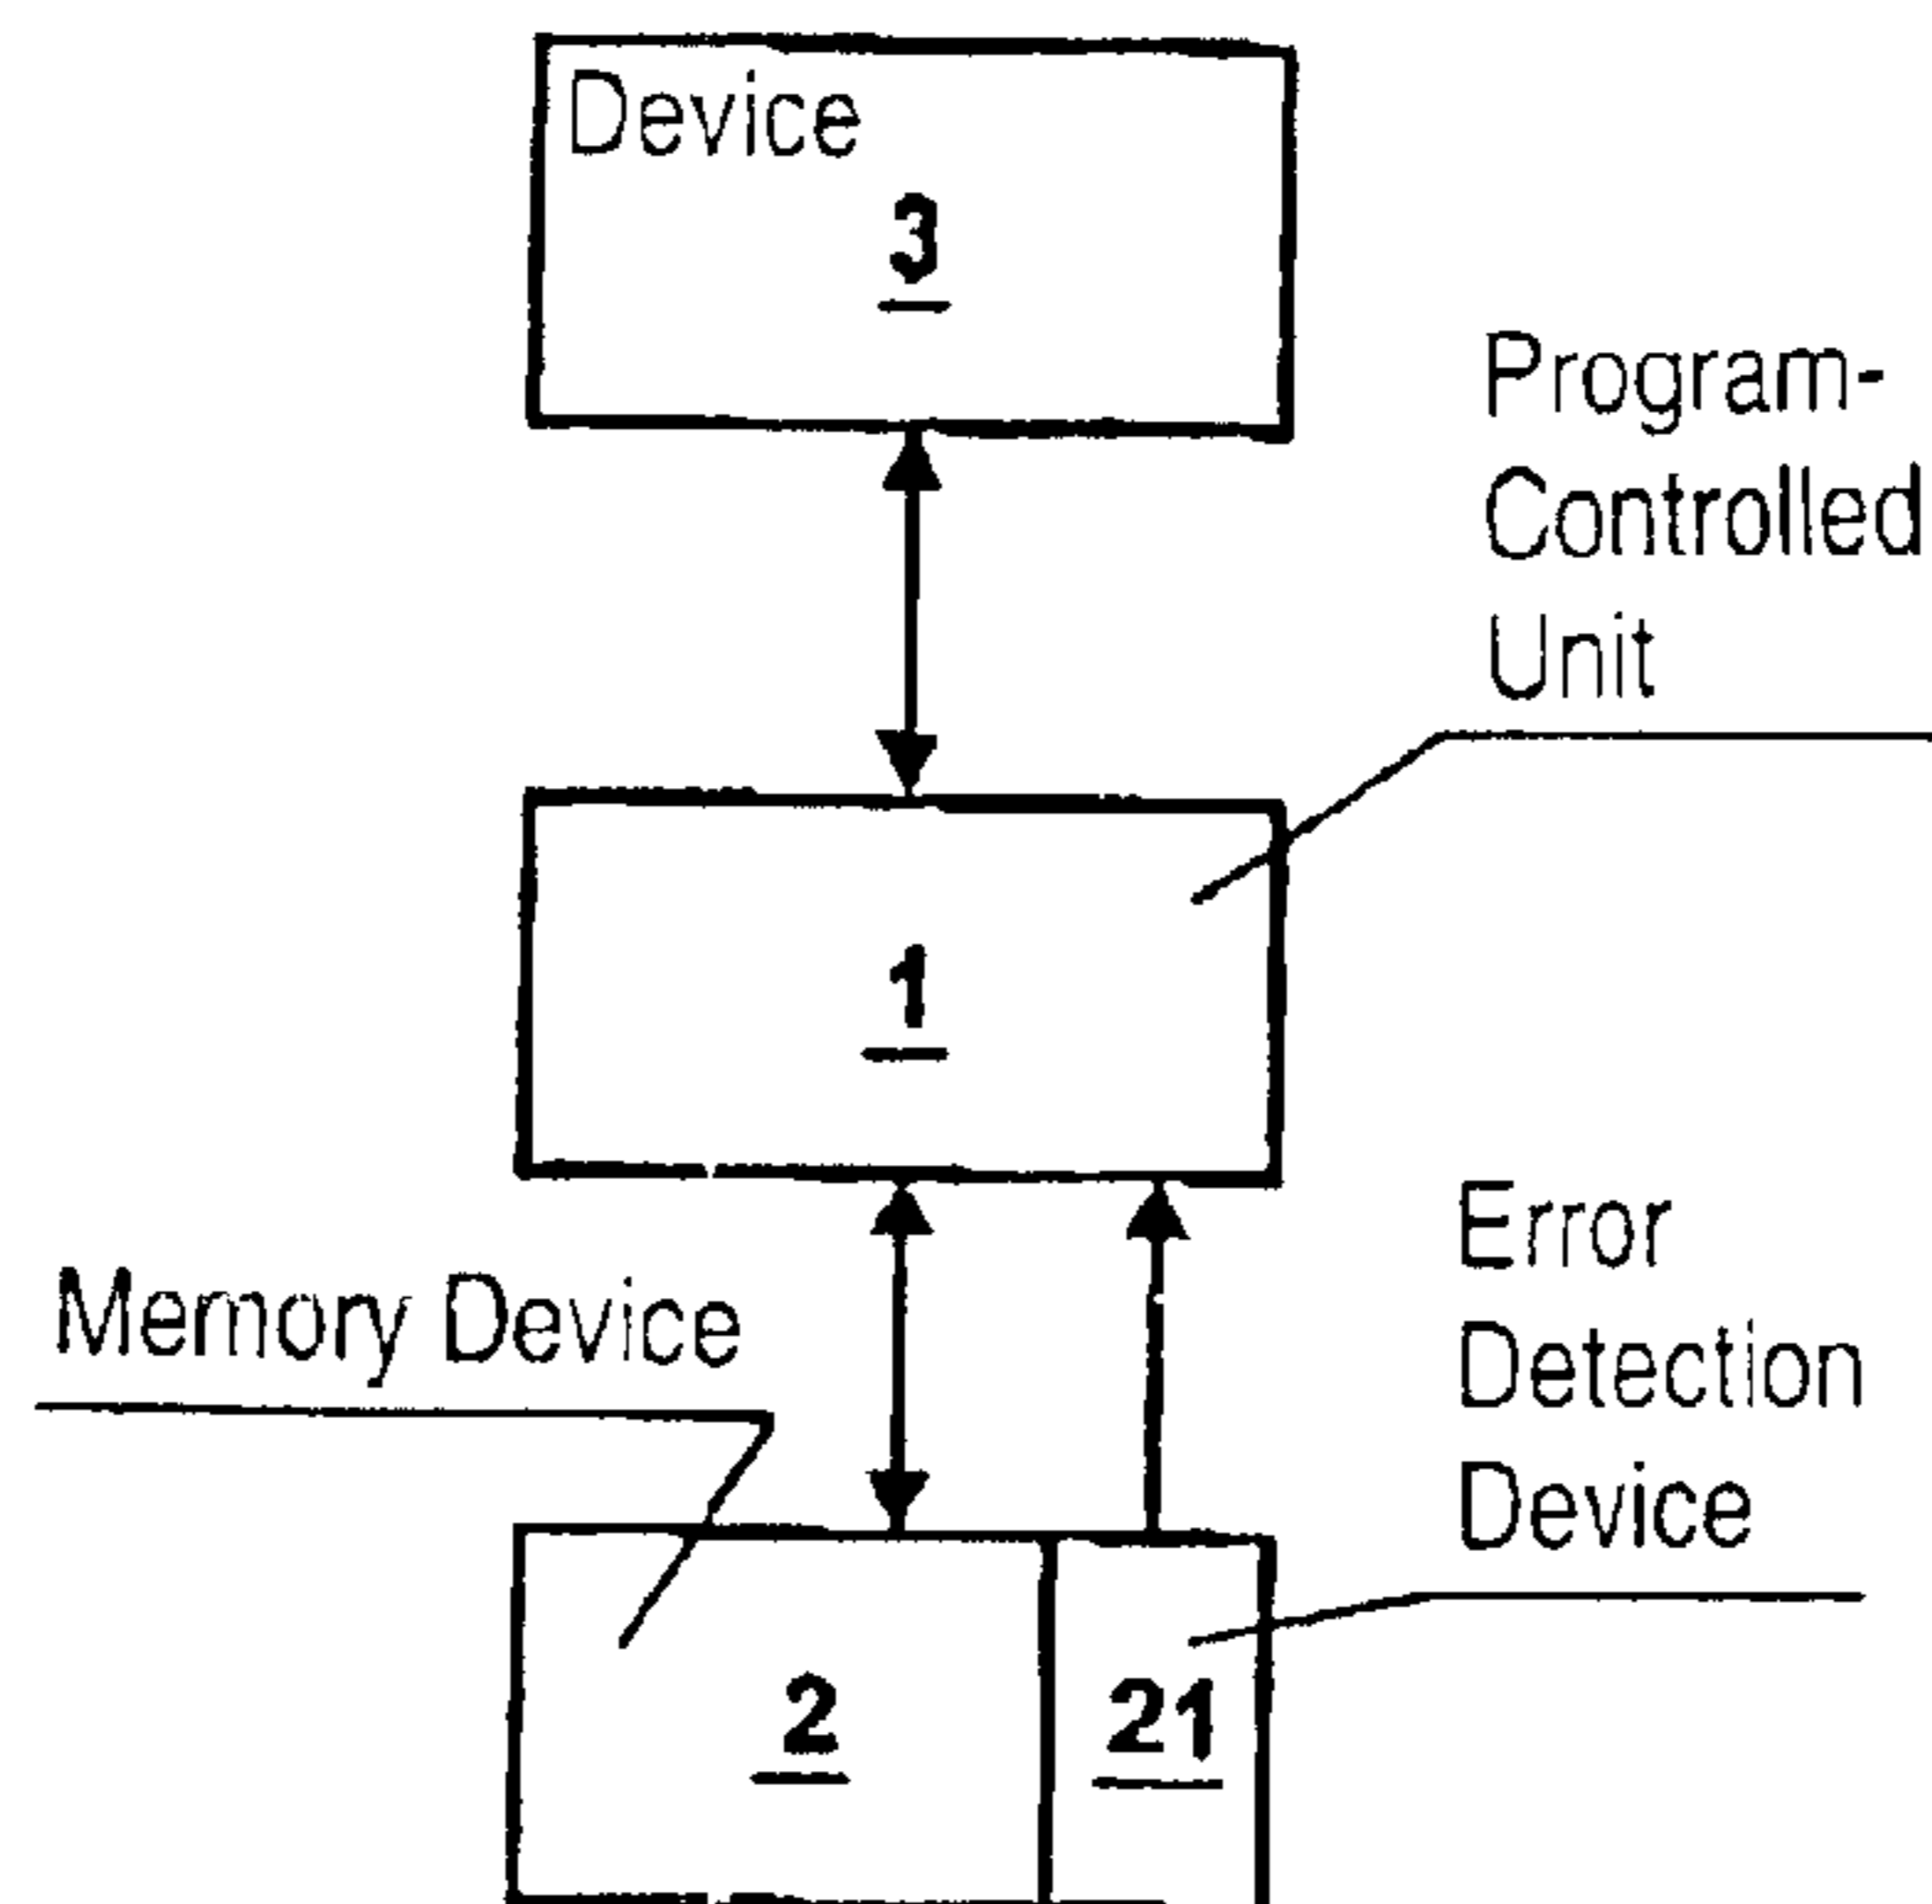 Device
3
Program-
Controlled
Unit
1
Error
Detection
Device
Memory Device
2
21